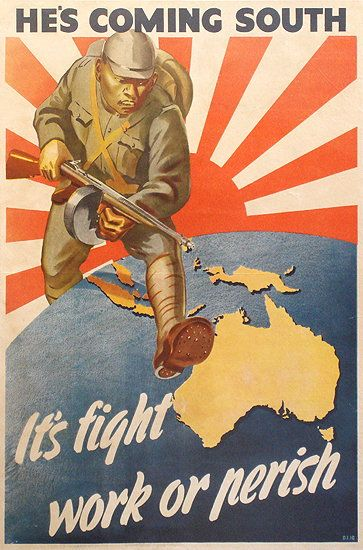 HE'S COMING SOUTH
It's fight
work or perish